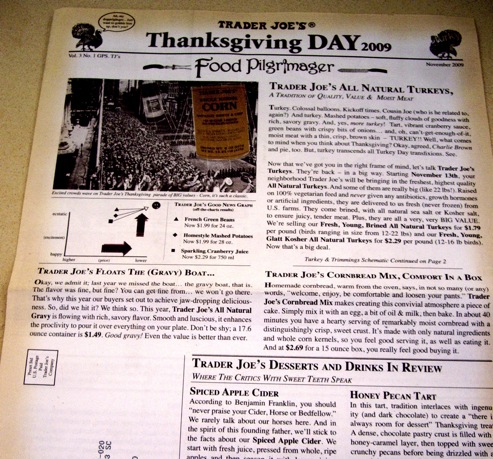 TRADER JOE'S®
Thanksgiving DAY 2009
Vol. 3 No. 1 GPS. TJ's
November 2009
Food Pilgrimager
CORN
Excited crowds wave on Trader Joe's Thanksgiving parade of BIG values - Corn, it's such a classic.
TRADER JOE'S GOOD NEWS GRAPH
(off-the-charts results)
ecstatic
excitement
happy
higher
(price)
lower
French Green Beans
Now $1.99 for 24 oz.
Homestyle Mashed Potatoes
Now $1.99 for 28 oz.
Sparkling Cranberry Juice
Now $2.29 for 750 ml
TRADER JOE'S ALL NATURAL TURKEYS,
A TRADITION OF QUALITY, VALUE & MOIST MEAT
Turkey. Colossal balloons. Kickoff times. Cousin Joe (who is he related to,
again?) And turkey. Mashed potatoes – soft, fluffy clouds of goodness with
rich, savory gravy. And, yes, more turkey! Tart, vibrant cranberry sauce,
green beans with crispy bits of onions... and, oh, can't-get-enough-of-it,
moist meat with a thin, crisp, brown skin – TURKEY!! Well, what comes
to mind when you think about Thanksgiving? Okay, agreed, Charlie Brown
and pie, too. But, turkey transcends all Turkey Day transdixions. See.
Now that we've got you in the right frame of mind, let's talk Trader Joe's
Turkeys. They're back – in a big way. Starting November 13th, your
neighborhood Trader Joe's will be bringing in the freshest, highest quality
All Natural Turkeys. And some of them are really big (like 22 lbs!). Raised
on 100% vegetarian feed and never given any antibiotics, growth hormones
or artificial ingredients, they are delivered to us fresh (never frozen) from
U.S. farms. They come brined, with all natural sea salt or Kosher salt,
to ensure juicy, tender meat. Plus, they are all a very, very BIG VALUE.
We're selling our Fresh, Young, Brined All Natural Turkeys for $1.79
per pound (birds ranging in size from 12-22 lbs) and our Fresh, Young,
Glatt Kosher All Natural Turkeys for $2.29 per pound (12-16 lb birds).
Now that's a big deal.
Turkey & Trimmings Schematic Continued on Page 2
TRADER JOE'S FLOATS THE (GRAVY) BOAT...
Okay, we admit it; last year we missed the boat... the gravy boat, that is.
The flavor was fine, but fine? You can get fine from... we won't go there.
That's why this year our buyers set out to achieve jaw-dropping deliciousness.
So, did we hit it? We think so. This year, Trader Joe's All Natural
Gravy is flowing with rich, savory flavor. Smooth and luscious, it enhances
the proclivity to pour it over everything on your plate. Don't be shy; a 17.6
ounce container is $1.49. Good gravy! Even the value is better than ever.
TRADER JOE'S CORNBREAD MIX, COMFORT IN A BOX
Homemade cornbread, warm from the oven, says, in not so many (or any)
words, "welcome, enjoy, be comfortable and loosen your pants." Trader
Joe's Cornbread Mix makes creating this convivial atmosphere a piece of
cake. Simply mix it with an egg, a bit of oil & milk, then bake. In about 40
minutes you have a hearty serving of remarkably moist cornbread with a
distinguishingly crisp, sweet crust. It's made with only natural ingredients
and whole corn kernels, so you feel good serving it, as well as eating it.
And at $2.69 for a 15 ounce box, you really feel good buying it.
TRADER JOE'S DESSERTS AND DRINKS IN REVIEW
WHERE THE CRITICS WITH SWEET TEETH SPEAK
SPICED APPLE CIDER
According to Benjamin Franklin, you should
"never praise your Cider, Horse or Bedfellow."
We rarely talk about our horses here. And in
the spirit of this founding father, we'll stick to
the facts about our Spiced Apple Cider. We
start with fresh juice, pressed from whole, ripe
HONEY PECAN TART
In this tart, tradition interlaces with ingenu
ity (and dark chocolate) to create a "there i
always room for dessert" Thanksgiving treat
A dense, chocolate pastry crust is filled with
honey-caramel layer, then topped with swee
crunchy pecans before being drizzled with